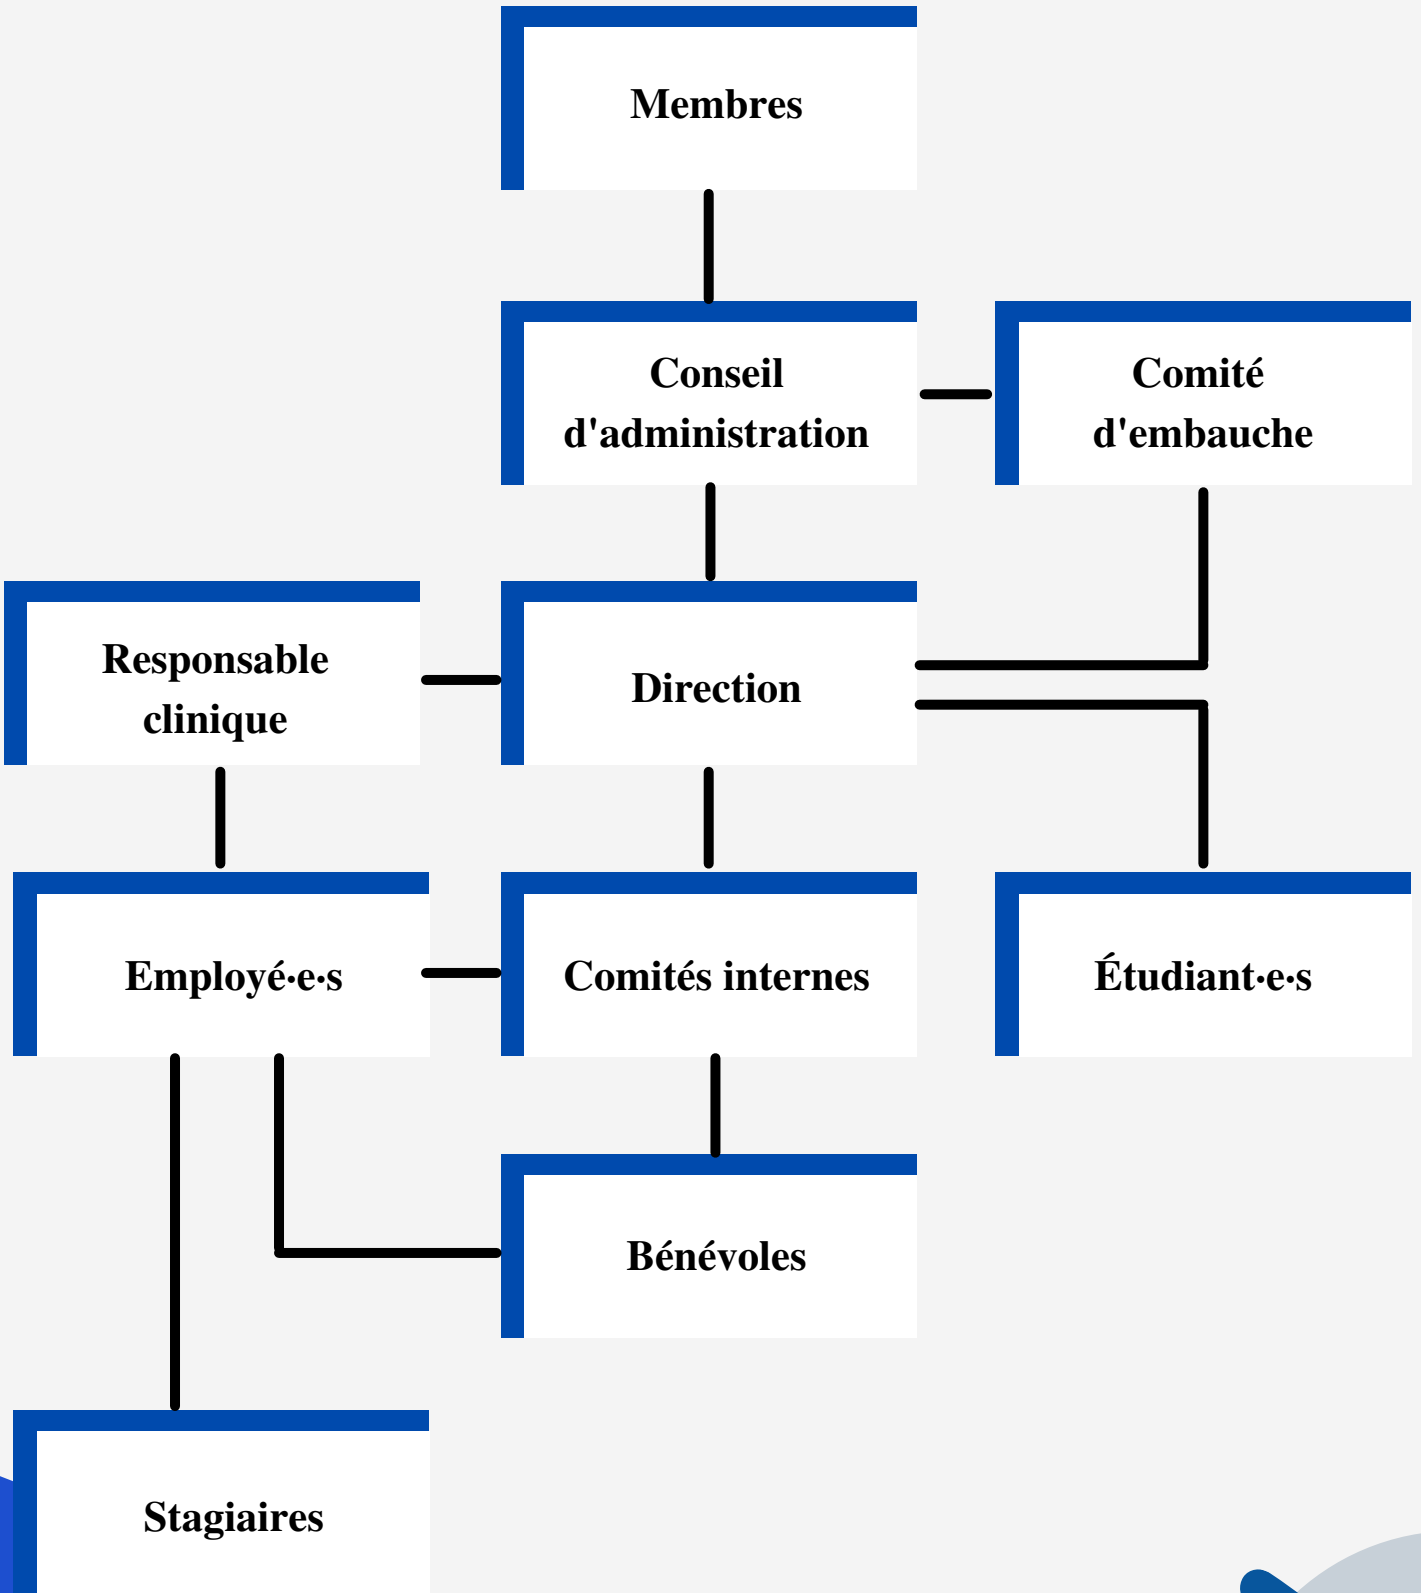 Membres
Conseil
d'administration
Comité
d'embauche
Responsable
clinique
Direction
Employé·e·s
Comités internes
Étudiant·e·s
Bénévoles
Stagiaires